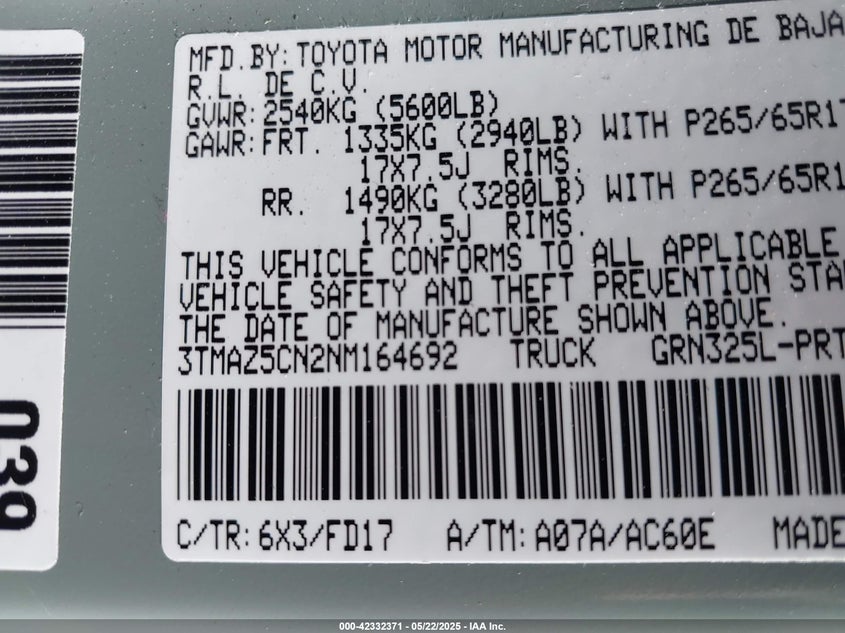 MFD.BY:TOYOTA MOTOR MANUFACTURING DE BAJA
R.L. DE C.V.
GVWR:2540KG (5600LB)
GAWR:FRT. 1335KG (2940LB) WITH P265/65R17
17X7.5J RIMS.
RR. 1490KG (3280LB) WITH P265/65R1
17X7.5J RIMS.
THIS VEHICLE CONFORMS TO ALL APPLICABLE
VEHICLE SAFETY AND THEFT PREVENTION STA
THE DATE OF MANUFACTURE SHOWN ABOVE.
3TMAZ5CN2NM164692 TRUCK GRN325L-PRT
C/TR:6X3/FD17 A/TM:A07A/AC60E MADE
039
000-42332371 - 05/22/2025 - IAA Inc.